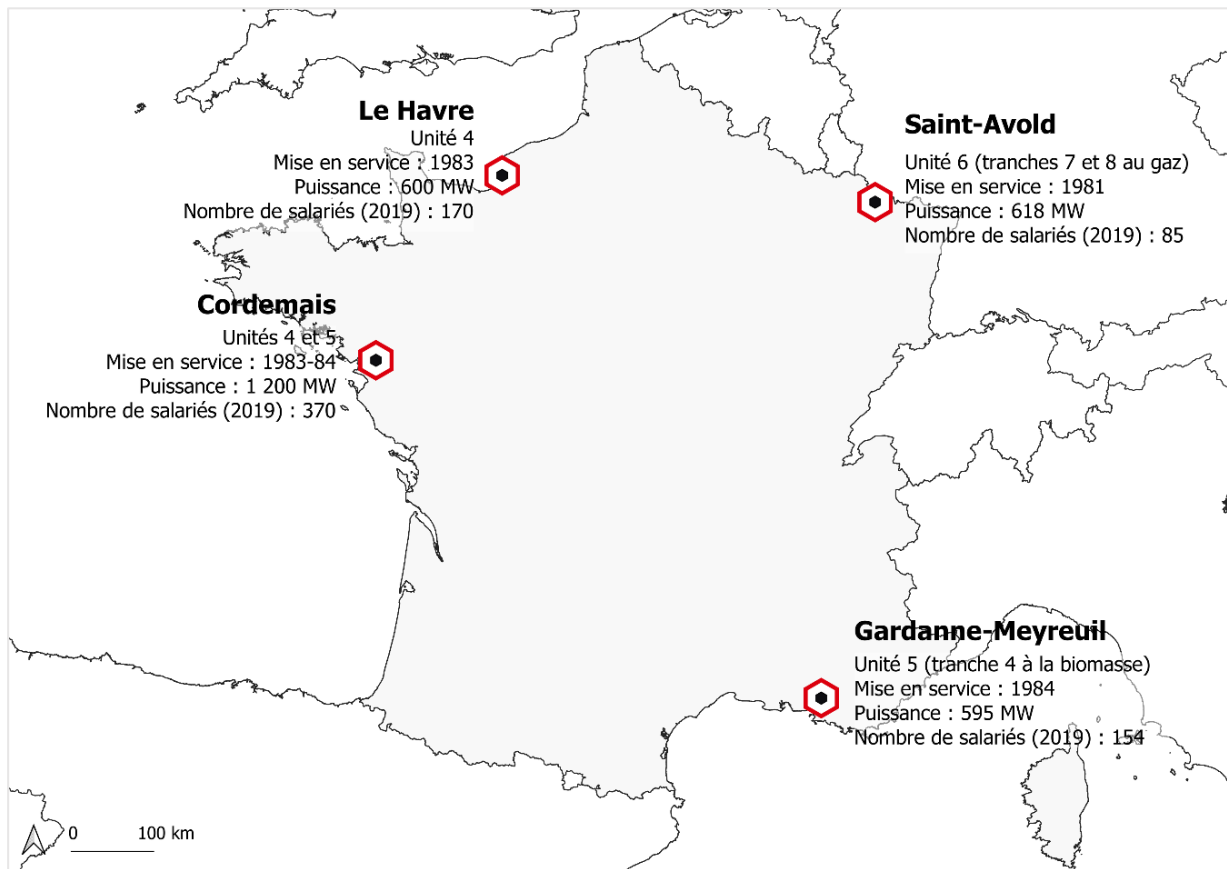 Le Havre
Unité 4
Mise en service : 1983
Puissance : 600 MW
Nombre de salariés (2019) : 170
Saint-Avold
Unité 6 (tranches 7 et 8 au gaz)
Mise en service : 1981
Puissance : 618 MW
Nombre de salariés (2019) : 85
Cordemais
Unités 4 et 5
Mise en service : 1983-84
Puissance : 1 200 MW
Nombre de salariés (2019) : 370
Gardanne-Meyreuil
Unité 5 (tranche 4 à la biomasse)
Mise en service : 1984
Puissance : 595 MW
Nombre de salariés (2019) : 154
0 100 km